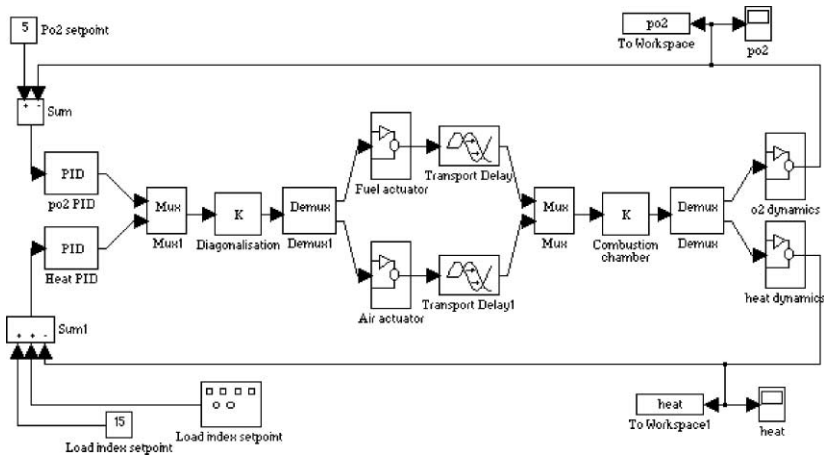 5
Po2 setpoint
po2
To Workspace
po2
+ -
Sum
PID
po2 PID
Mux
Mux1
K
Diagonalisation
Demux
Demux1
Fuel actuator
Transport Delay
Mux
Mux
K
Combustion
chamber
Demux
Demux
o2 dynamics
PID
Heat PID
Air actuator
Transport Delay1
heat dynamics
+ + -
Sum1
15
Load index setpoint
Load index setpoint
heat
To Workspace1
heat